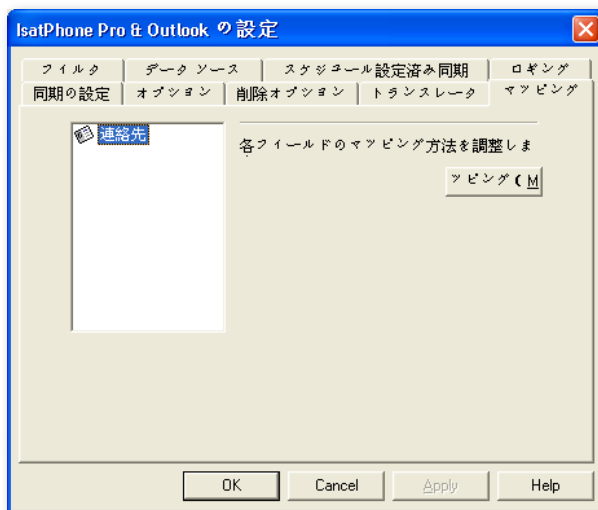 IsatPhone Pro & Outlook の設定
フィルタ データ ソース スケジュール設定済み同期 ロギング
同期の設定 オプション 削除オプション トランスレータ マッピング
連絡先
各フィールドのマッピング方法を調整しま
ッピング(M
OK Cancel Apply Help